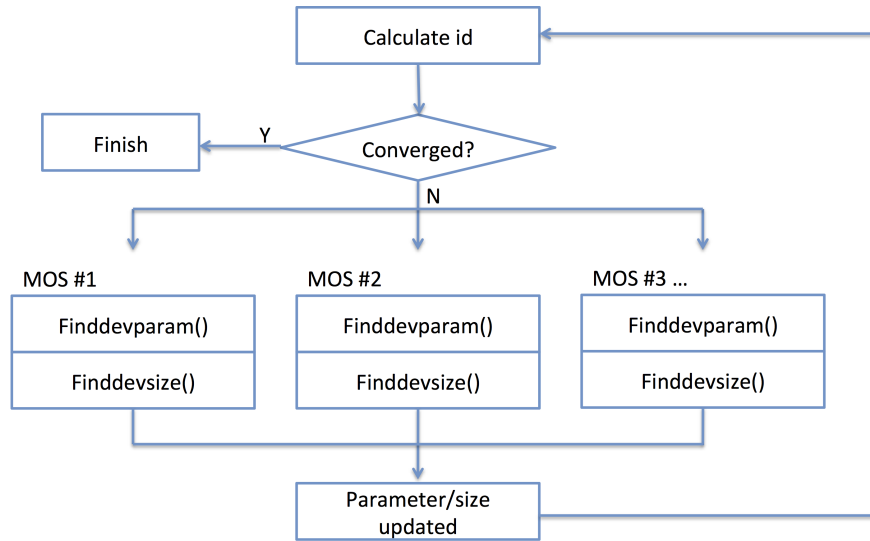 Calculate id
Y
Finish
Converged?
N
MOS #1
MOS #2
MOS #3 ...
Finddevparam()
Finddevparam()
Finddevparam()
Finddevsize()
Finddevsize()
Finddevsize()
Parameter/size
updated